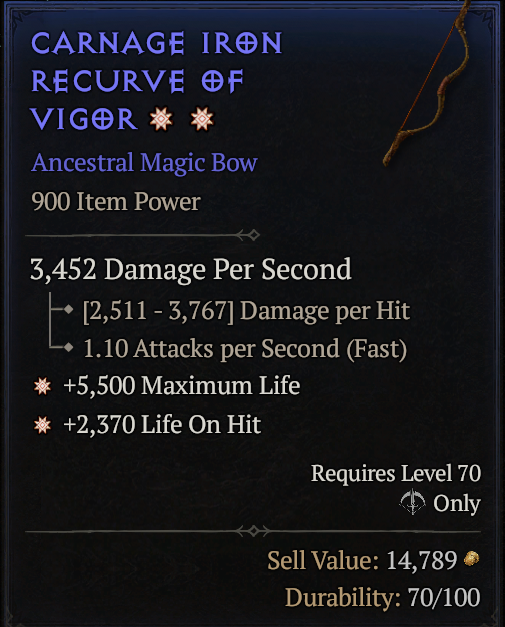 CARNAGE IRON
RECURVE OF
VIGOR
Ancestral Magic Bow
900 Item Power
3,452 Damage Per Second
[2,511 - 3,767] Damage per Hit
1.10 Attacks per Second (Fast)
+5,500 Maximum Life
+2,370 Life On Hit
Requires Level 70
Only
Sell Value: 14,789
Durability: 70/100